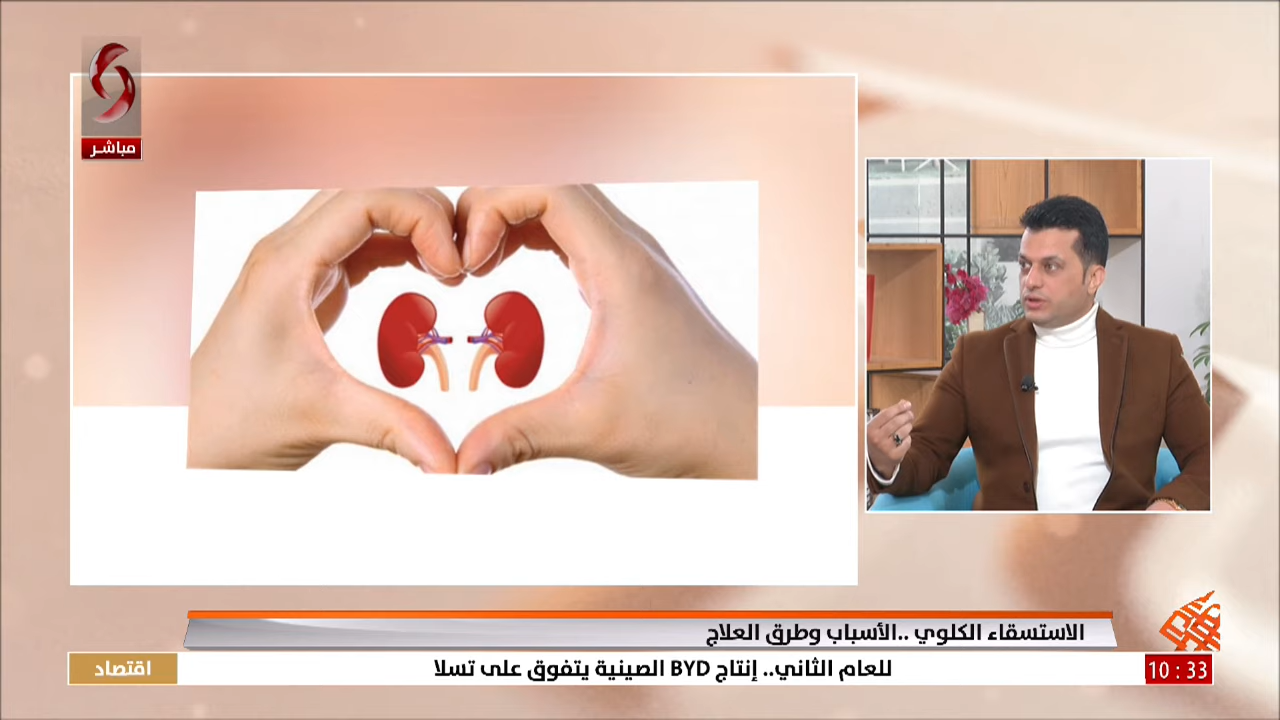 مباشر
الاستسقاء الكلوي ..الأسباب وطرق العلاج
للعام الثاني.. إنتاج BYD الصينية يتفوق على تسلا
اقتصاد
10 : 33